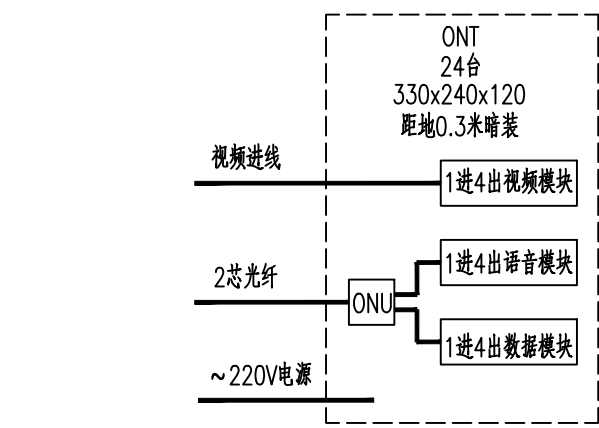 ONT
24台
330x240x120
距地0.3米暗装
视频进线
1进4出视频模块
1进4出语音模块
2芯光纤
ONU
1进4出数据模块
~220V电源